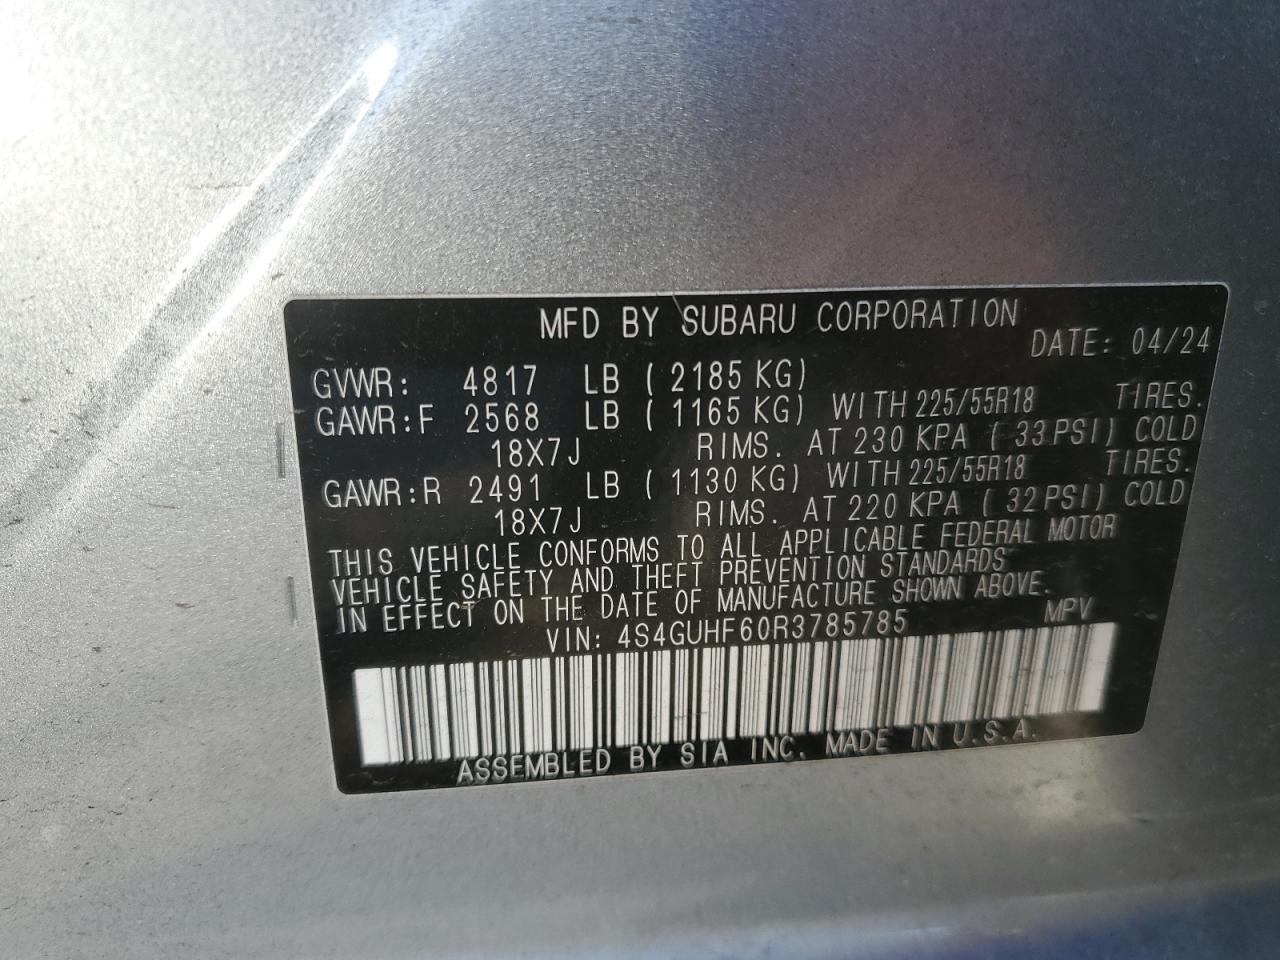 MFD BY SUBARU CORPORATION
DATE: 04/24
GVWR: 4817 LB ( 2185 KG)
GAWR:F 2568 LB ( 1165 KG) WITH 225/55R18 TIRES.
18X7J RIMS. AT 230 KPA ( 33 PSI) COLD
GAWR:R 2491 LB ( 1130 KG) WITH 225/55R18 TIRES.
18X7J RIMS. AT 220 KPA ( 32 PSI) COLD
THIS VEHICLE CONFORMS TO ALL APPLICABLE FEDERAL MOTOR
VEHICLE SAFETY AND THEFT PREVENTION STANDARDS
IN EFFECT ON THE DATE OF MANUFACTURE SHOWN ABOVE.
VIN: 4S4GUHF60R3785785 MPV
ASSEMBLED BY SIA INC. MADE IN U.S.A.